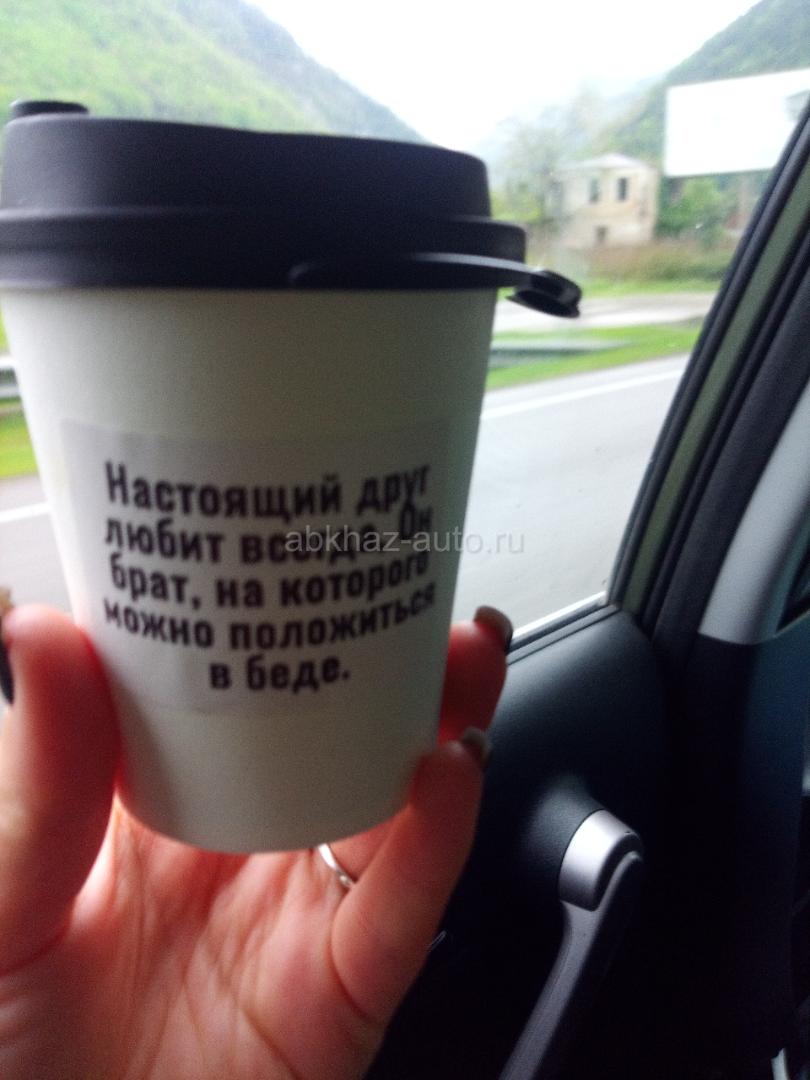 Настоящий друг
любит всегда. Он
брат, на которого
можно положиться
в беде.
abkhaz-auto.ru